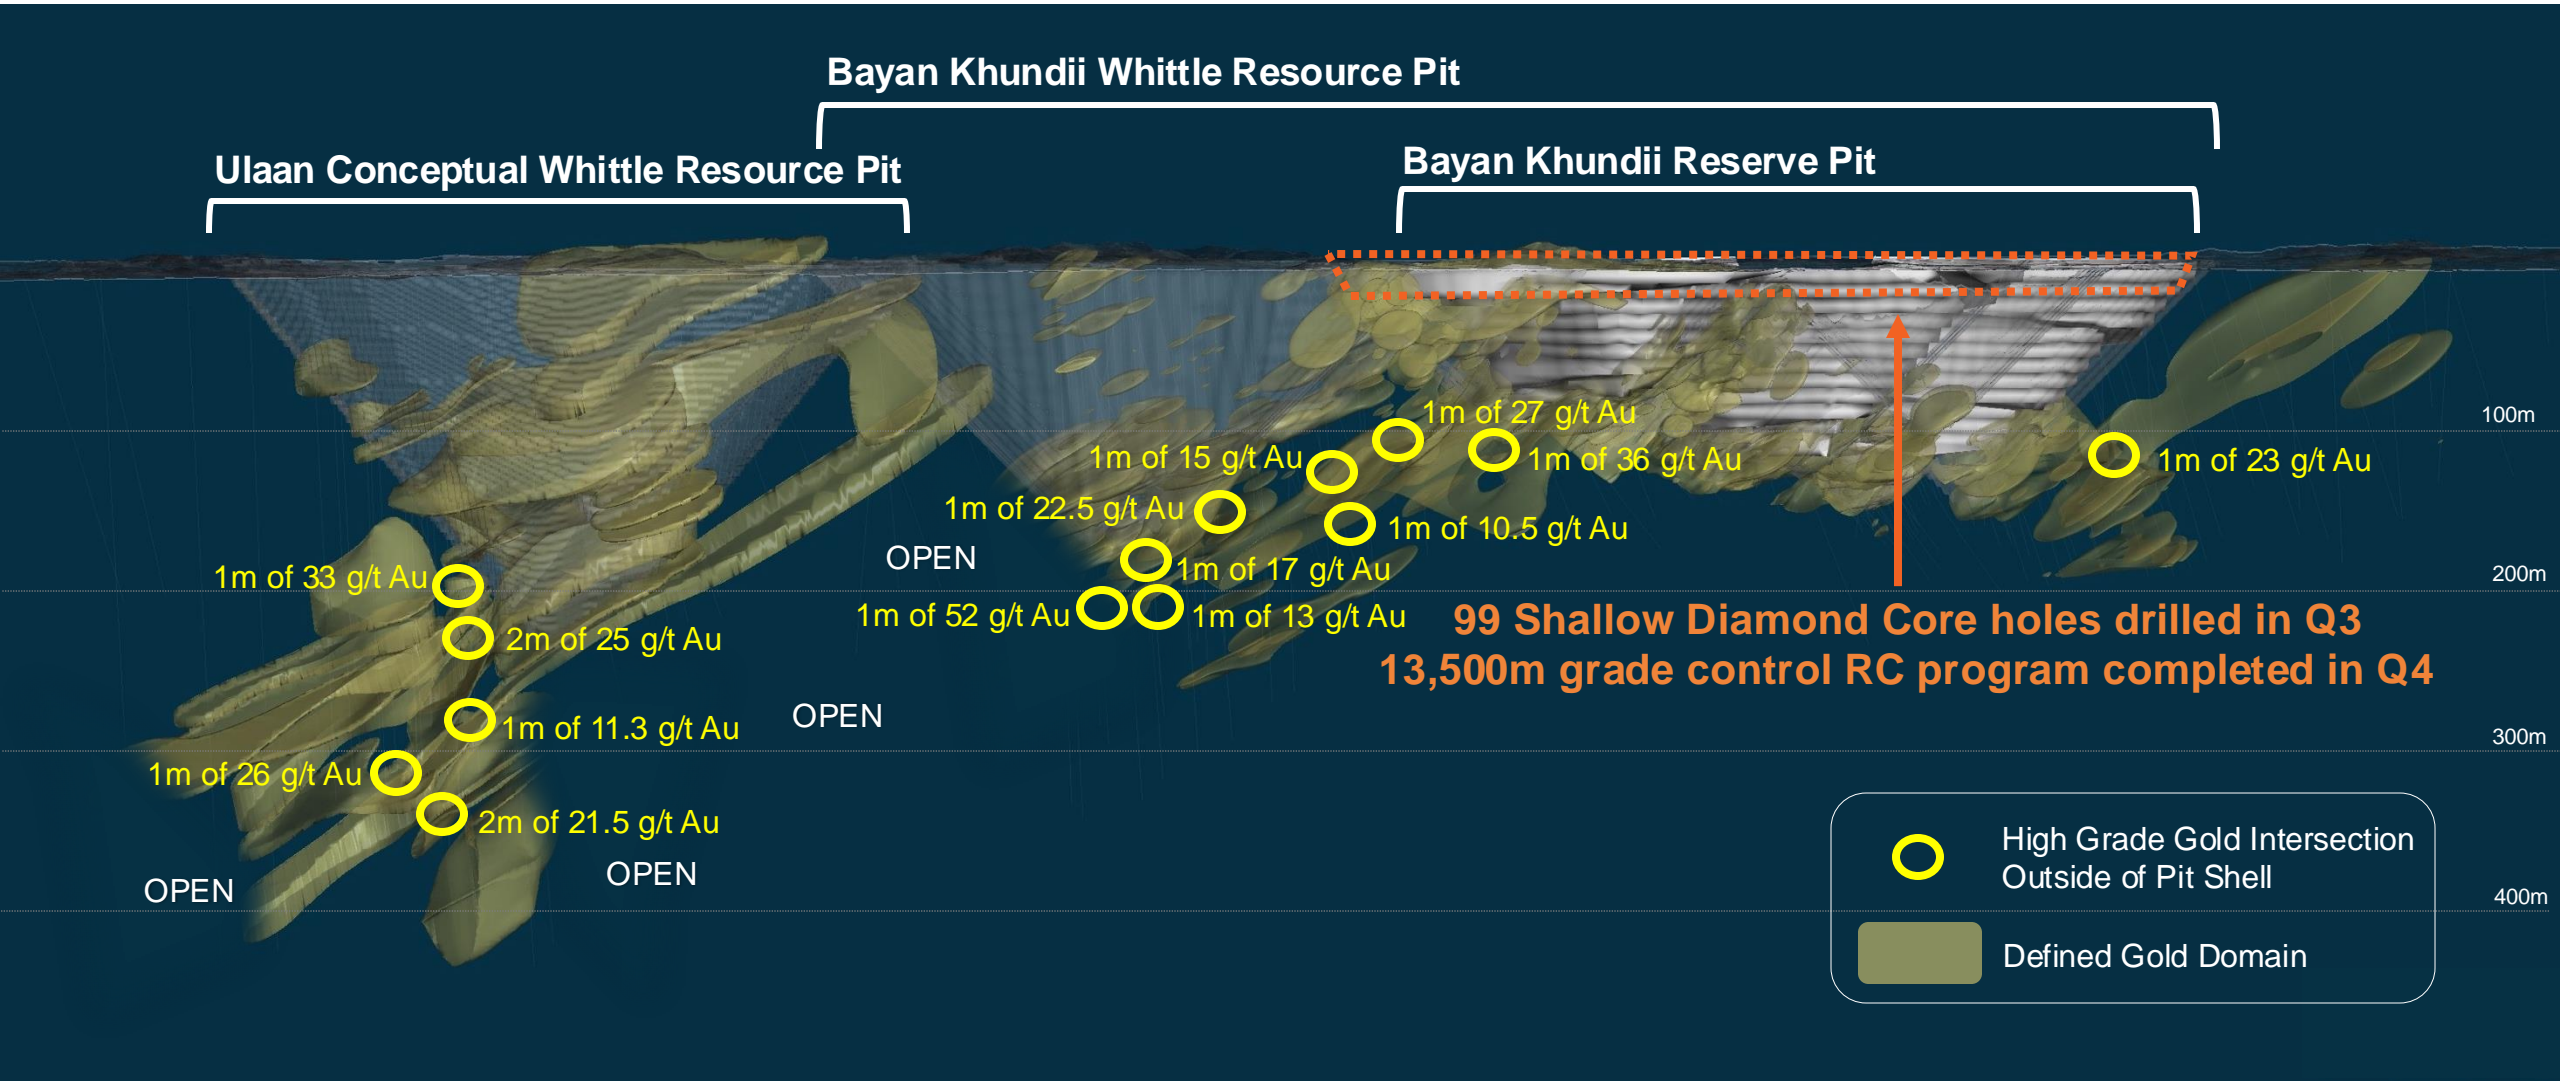 Bayan Khundii Whittle Resource Pit
Ulaan Conceptual Whittle Resource Pit
Bayan Khundii Reserve Pit
1m of 27 g/t Au
100m
1m of 15 g/t Au
1m of 36 g/t Au
1m of 23 g/t Au
1m of 22.5 g/t Au
1m of 10.5 g/t Au
OPEN
1m of 17 g/t Au
200m
1m of 33 g/t Au
1m of 52 g/t Au
1m of 13 g/t Au
99 Shallow Diamond Core holes drilled in Q3
13,500m grade control RC program completed in Q4
2m of 25 g/t Au
OPEN
1m of 11.3 g/t Au
300m
1m of 26 g/t Au
2m of 21.5 g/t Au
OPEN
OPEN
400m
High Grade Gold Intersection
Outside of Pit Shell
Defined Gold Domain